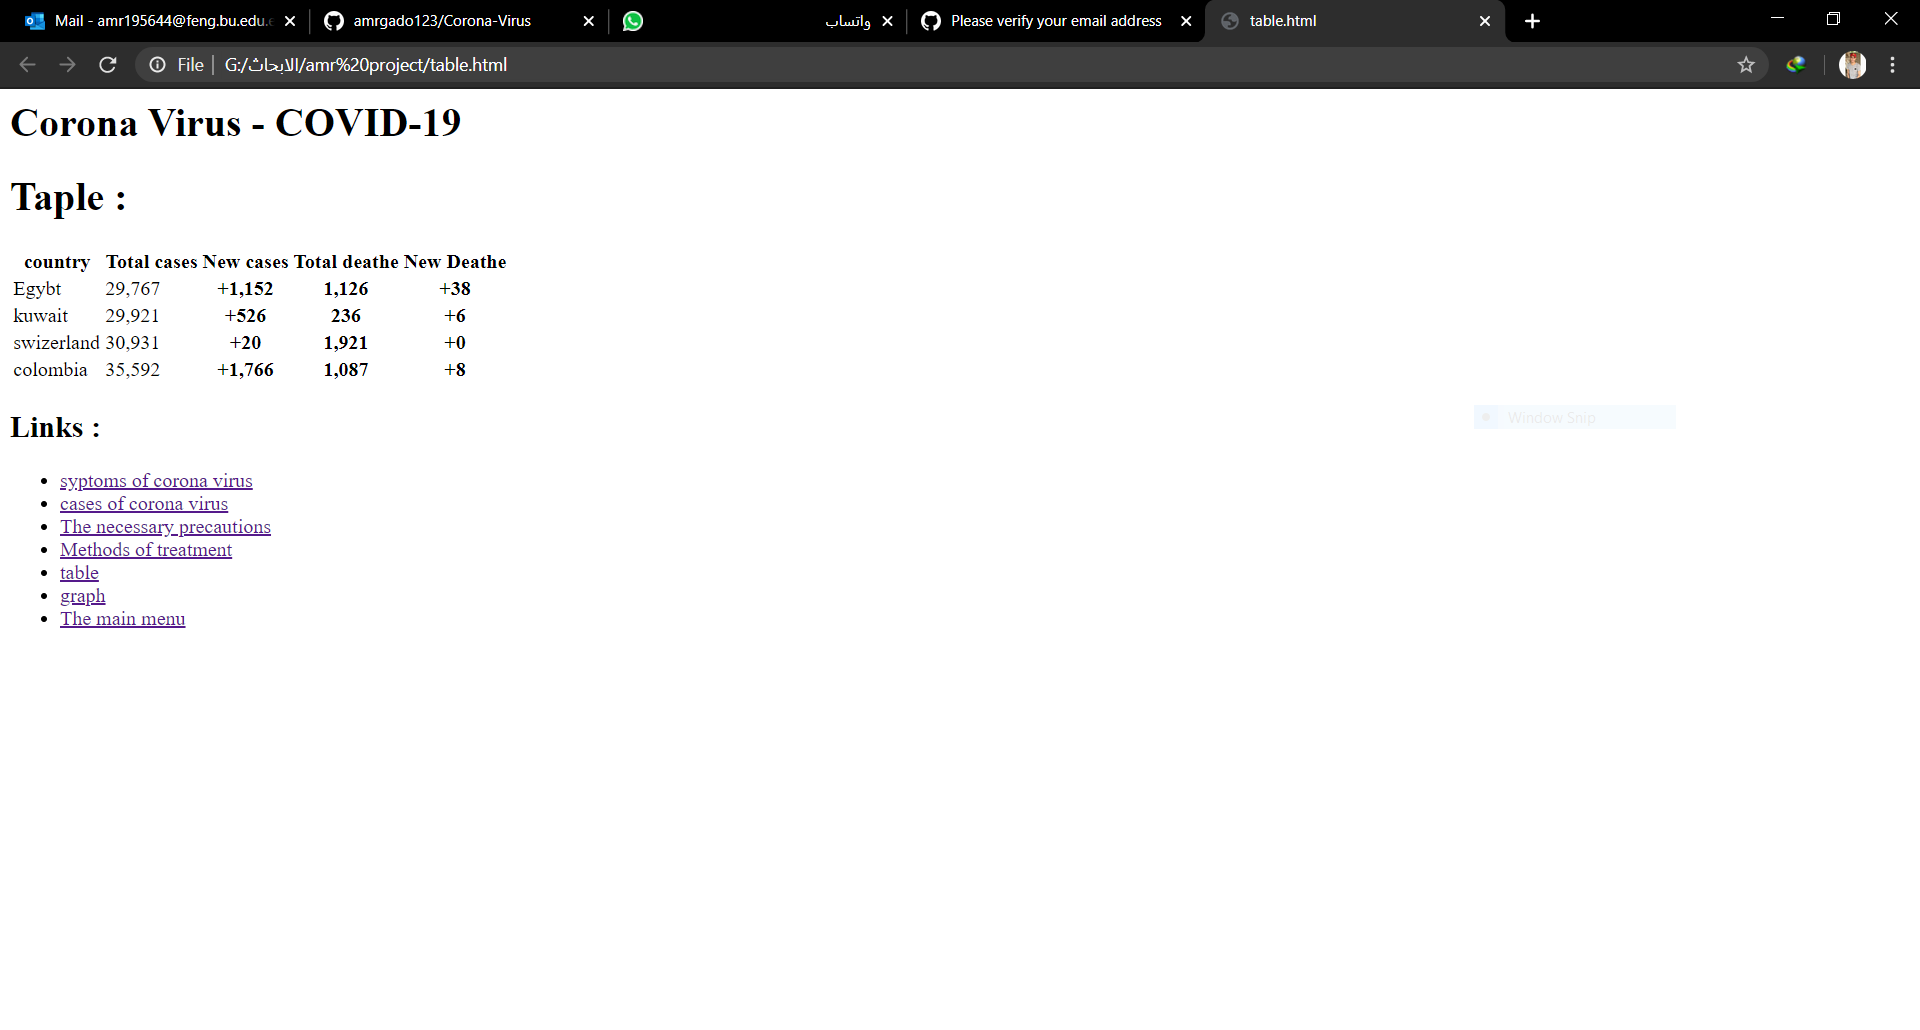 Mail - amr195644@feng.bu.edu.e
amrgado123/Corona-Virus
واتساب
Please verify your email address
table.html
File
G:/الابحاث/amr%20project/table.html
Corona Virus - COVID-19
Taple :
country Total cases New cases Total deathe New Deathe
Egybt 29,767 +1,152 1,126 +38
kuwait 29,921 +526 236 +6
swizerland 30,931 +20 1,921 +0
colombia 35,592 +1,766 1,087 +8
Links :
Window Snip
syptoms of corona virus
cases of corona virus
The necessary precautions
Methods of treatment
table
graph
The main menu